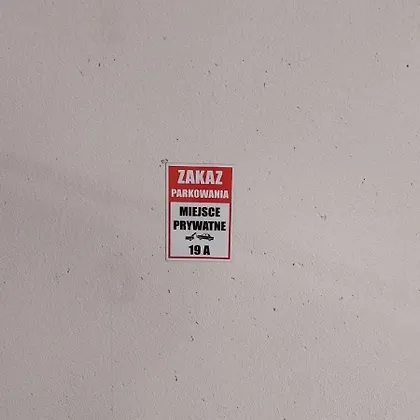 ZAKAZ
PARKOWANIA
MIEJSCE
PRYWATNE
19 A